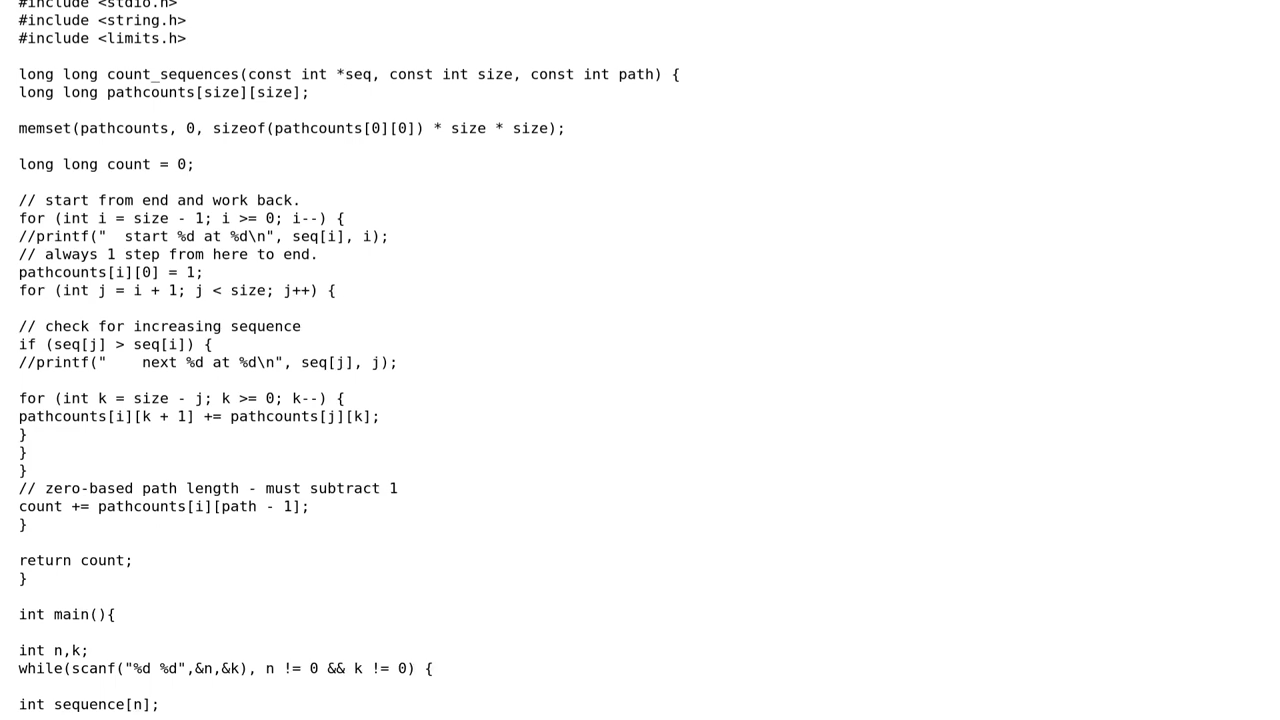 #include <stdio.h>
#include <string.h>
#include <limits.h>
long long count_sequences(const int *seq, const int size, const int path) {
long long pathcounts[size][size];
memset(pathcounts, 0, sizeof(pathcounts[0][0]) * size * size);
long long count = 0;
// start from end and work back.
for (int i = size - 1; i >= 0; i--) {
//printf("  start %d at %d\n", seq[i], i);
// always 1 step from here to end.
pathcounts[i][0] = 1;
for (int j = i + 1; j < size; j++) {
// check for increasing sequence
if (seq[j] > seq[i]) {
//printf("    next %d at %d\n", seq[j], j);
for (int k = size - j; k >= 0; k--) {
pathcounts[i][k + 1] += pathcounts[j][k];
}
}
}
// zero-based path length - must subtract 1
count += pathcounts[i][path - 1];
}
return count;
}
int main(){
int n,k;
while(scanf("%d %d",&n,&k), n != 0 && k != 0) {
int sequence[n];